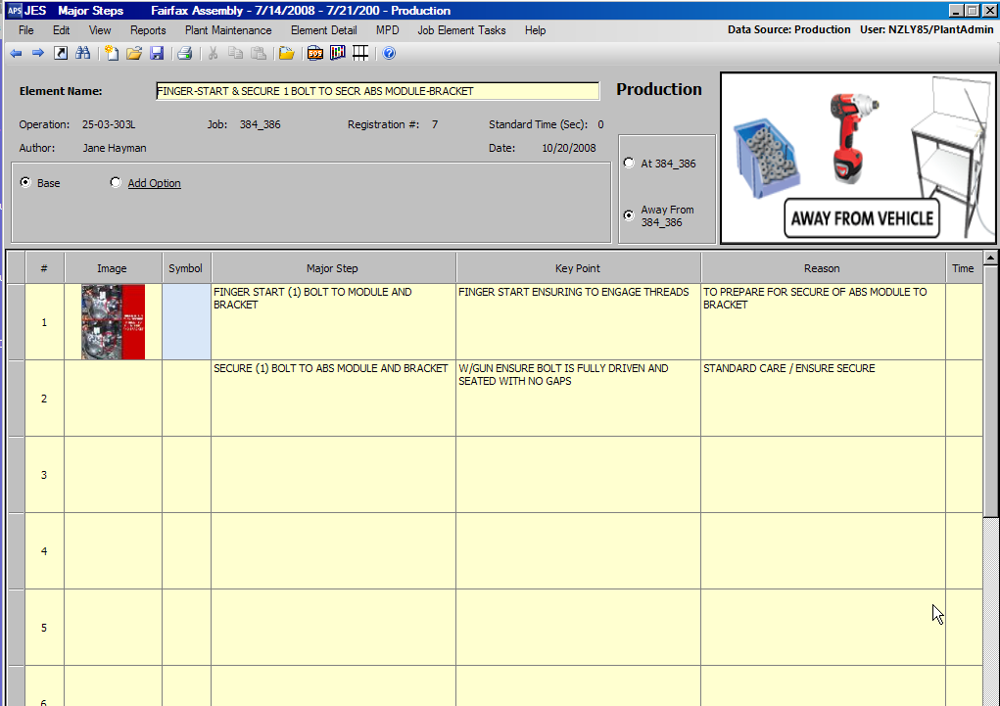 APS JES Major Steps Fairfax Assembly - 7/14/2008 - 7/21/200 - Production
File Edit View Reports Plant Maintenance Element Detail MPD Job Element Tasks Help Data Source: Production User: NZLY85/PlantAdmin
Element Name: FINGER-START & SECURE 1 BOLT TO SECR ABS MODULE-BRACKET Production
Operation: 25-03-303L Job: 384_386 Registration #: 7 Standard Time (Sec): 0
Author: Jane Hayman Date: 10/20/2008
Base Add Option
At 384_386
Away From
384_386
AWAY FROM VEHICLE
# Image Symbol Major Step Key Point Reason Time
1
FINGER START (1) BOLT TO MODULE AND
BRACKET
FINGER START ENSURING TO ENGAGE THREADS
TO PREPARE FOR SECURE OF ABS MODULE TO
BRACKET
2
SECURE (1) BOLT TO ABS MODULE AND BRACKET
W/GUN ENSURE BOLT IS FULLY DRIVEN AND
SEATED WITH NO GAPS
STANDARD CARE / ENSURE SECURE
3
4
5
6